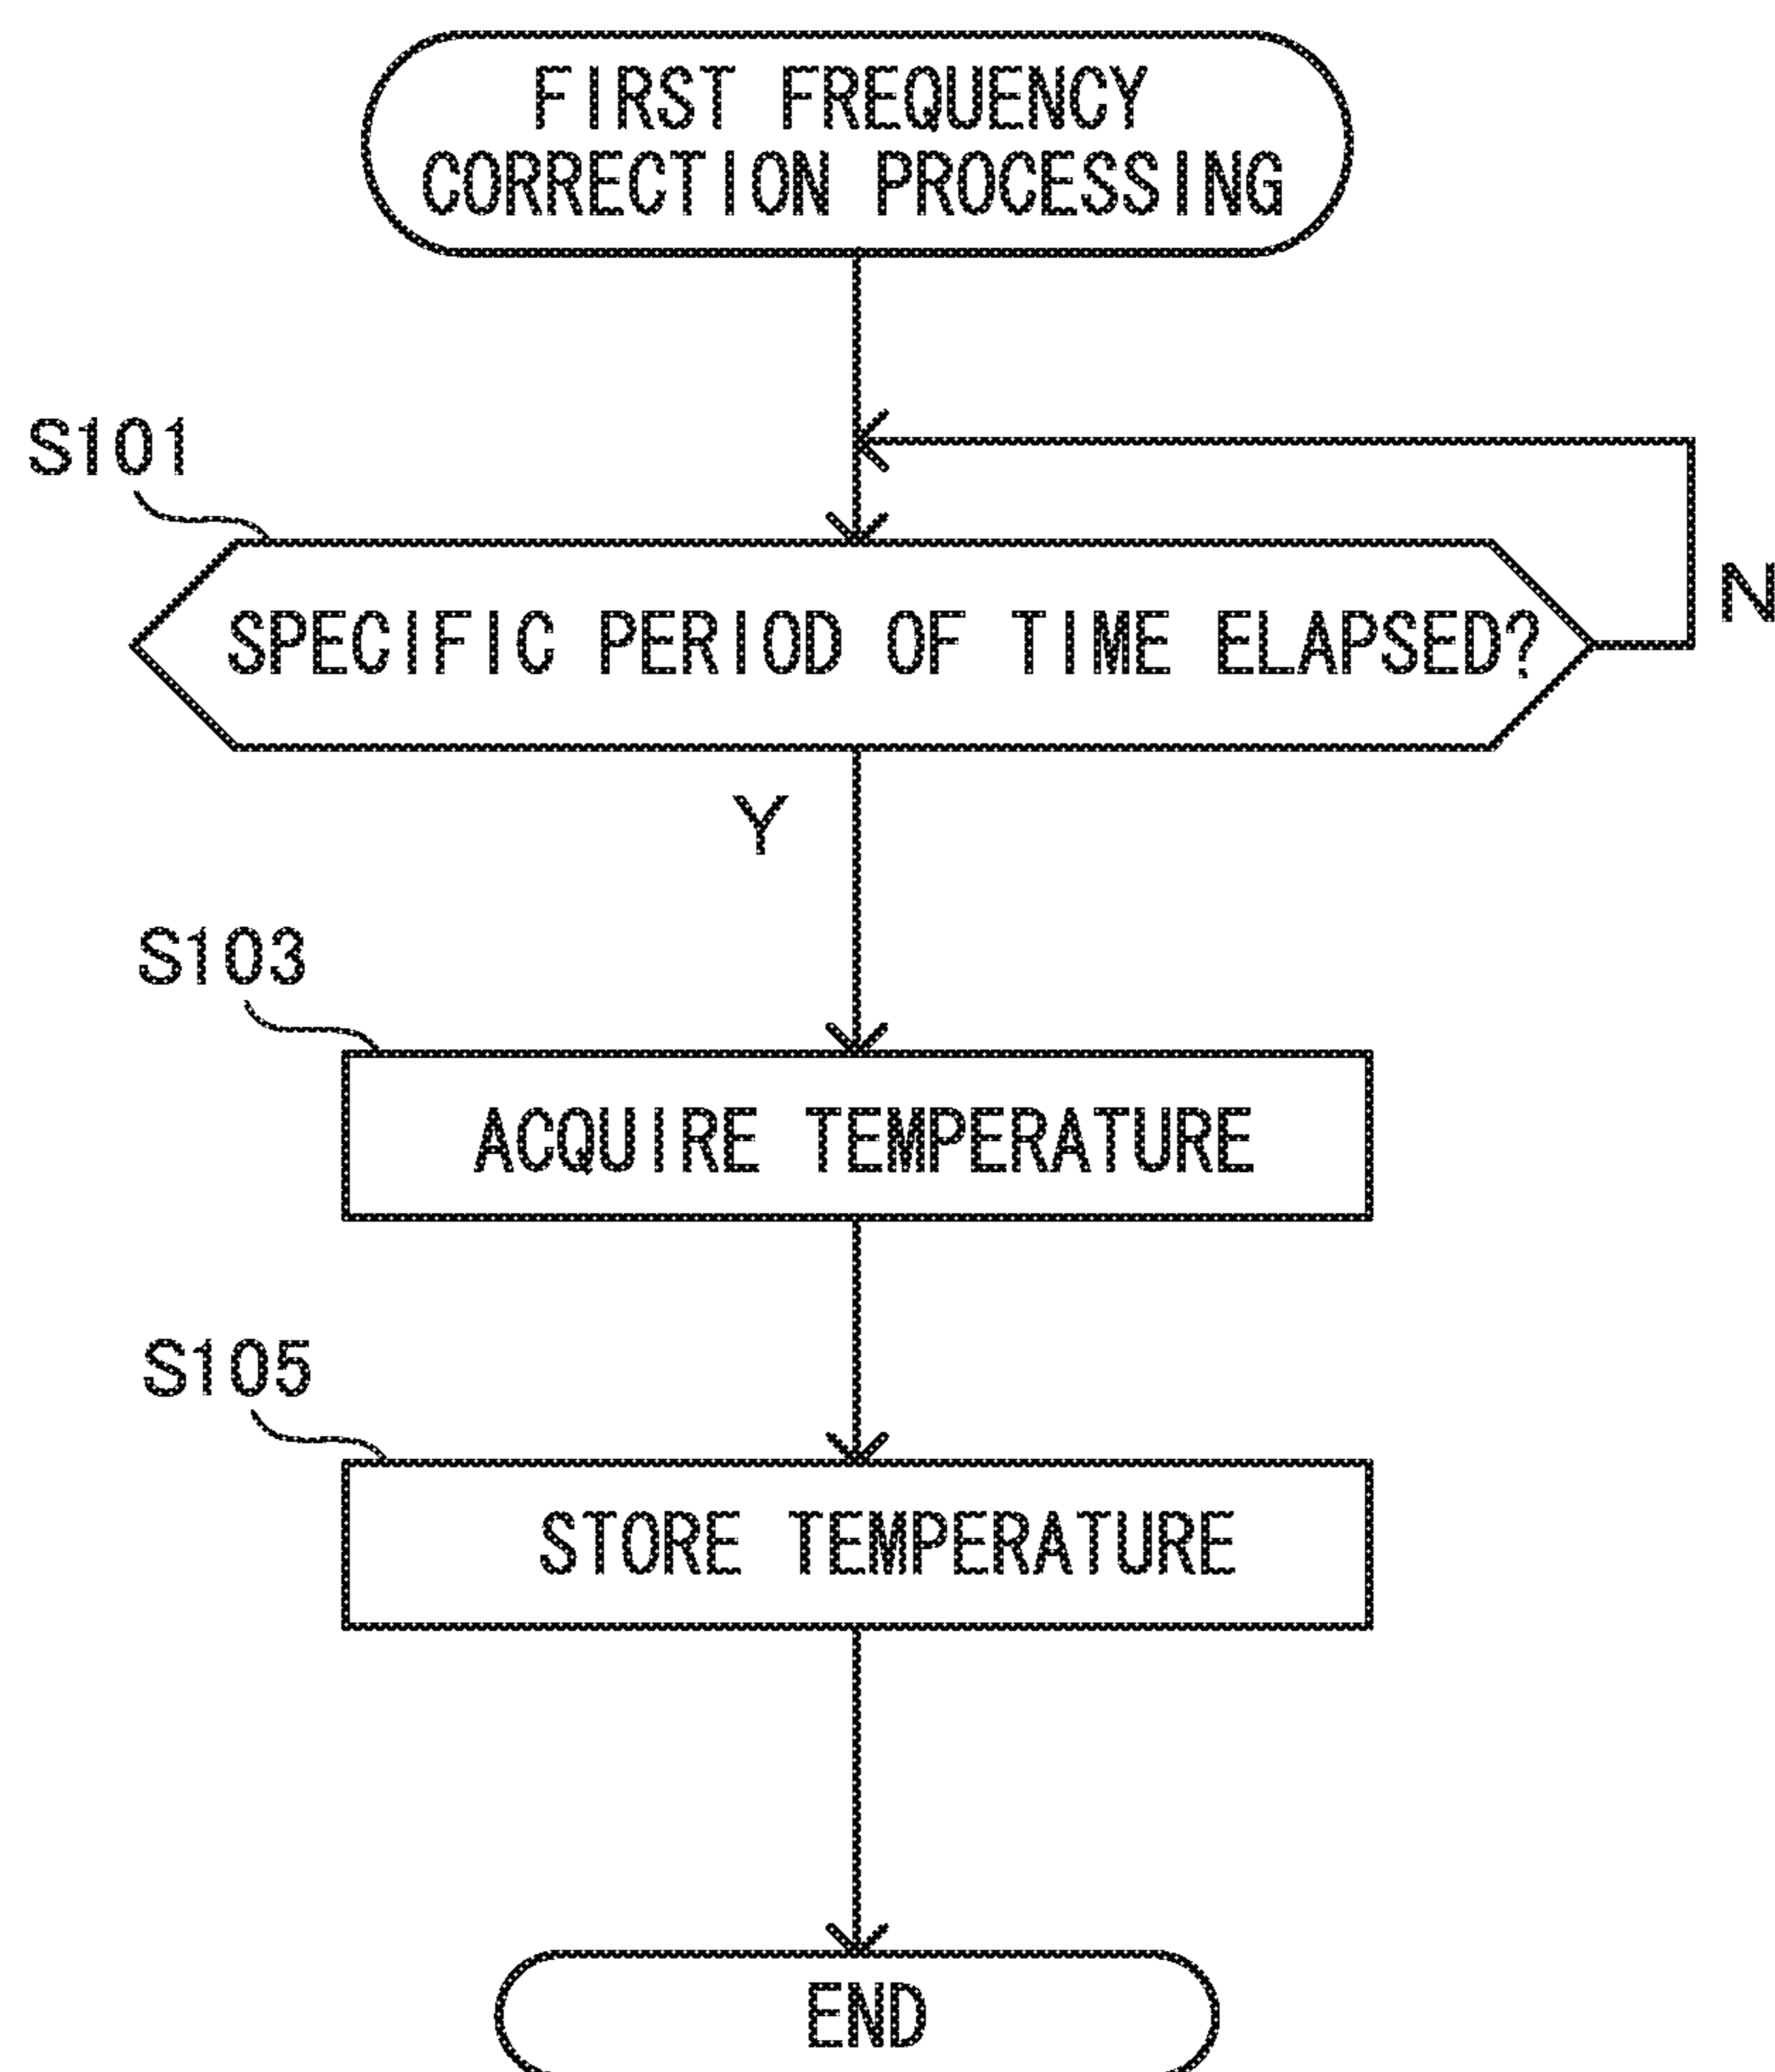 FIRST FREQUENCY
CORRECTION PROCESSING
S101
SPECIFIC PERIOD OF TIME ELAPSED?
N
Y
S103
ACQUIRE TEMPERATURE
S105
STORE TEMPERATURE
END